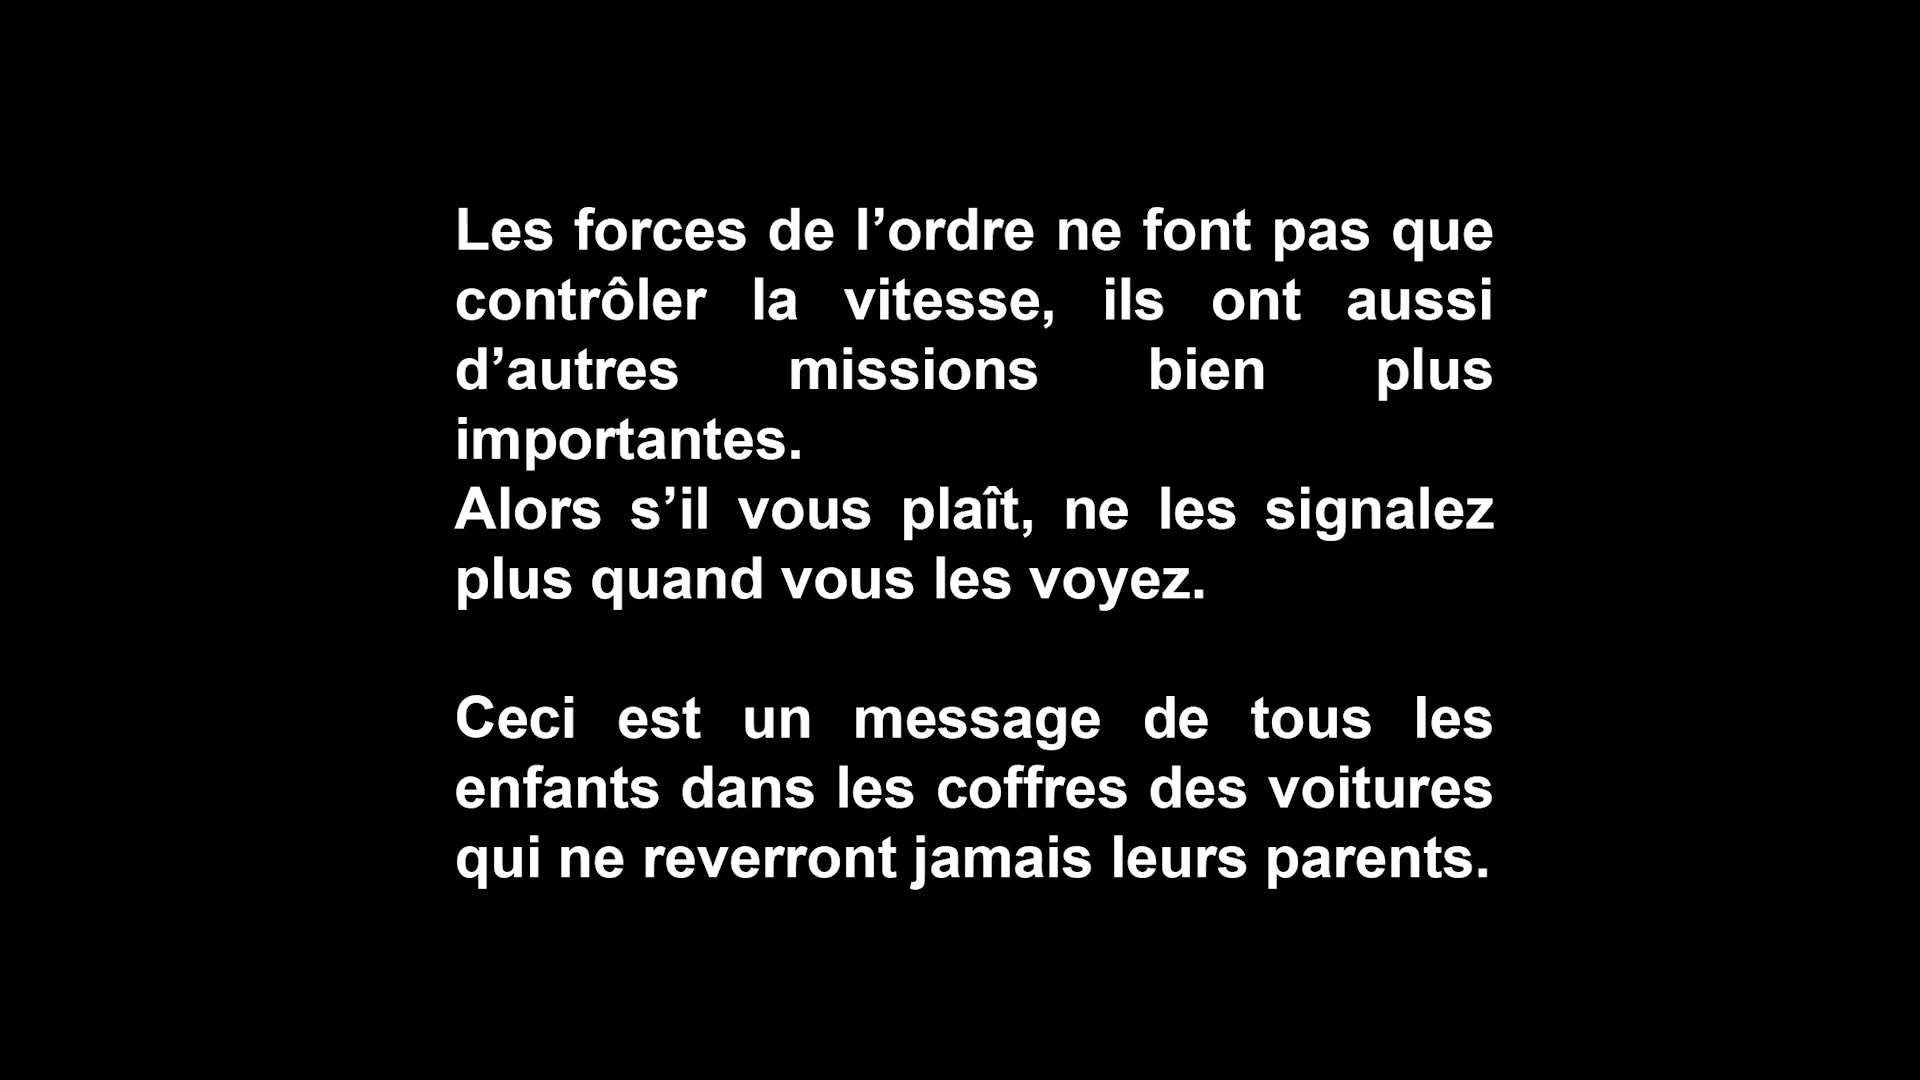 Les forces de l’ordre ne font pas que
contrôler la vitesse, ils ont aussi
d’autres missions bien plus
importantes.
Alors s’il vous plaît, ne les signalez
plus quand vous les voyez.
Ceci est un message de tous les
enfants dans les coffres des voitures
qui ne reverront jamais leurs parents.